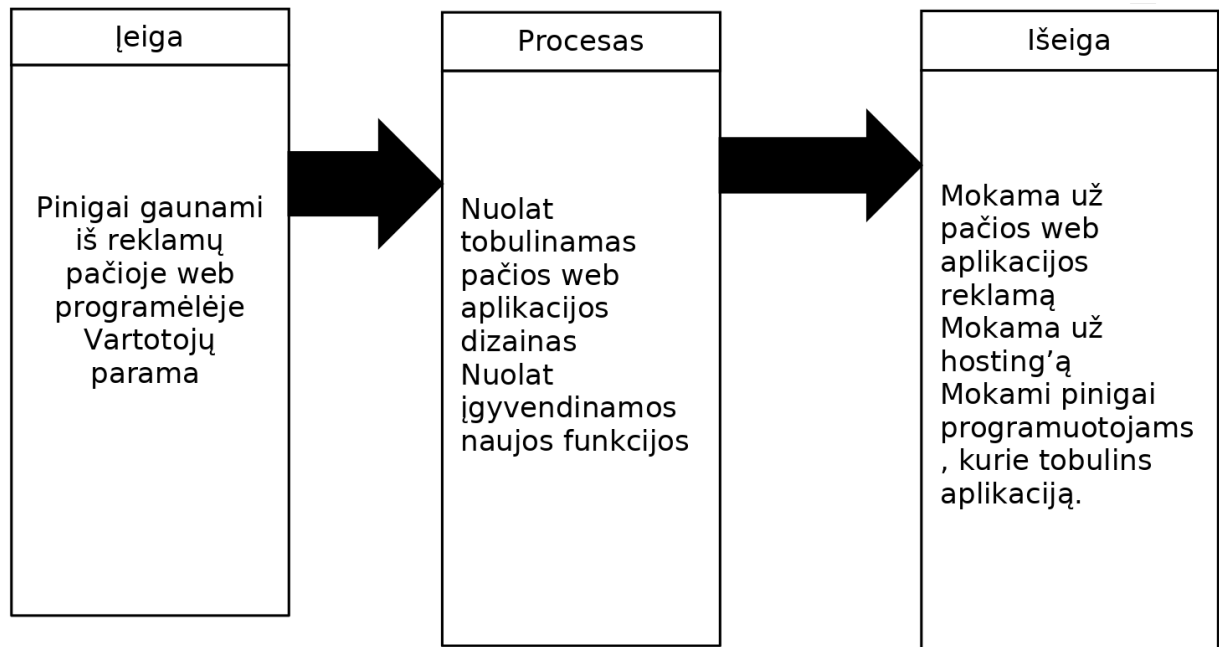 Įeiga
Pinigai gaunami
iš reklamų
pačioje web
programėlėje
Vartotojų
parama
Procesas
Nuolat
tobulinamas
pačios web
aplikacijos
dizainas
Nuolat
įgyvendinamos
naujos funkcijos
Išeiga
Mokama už
pačios web
aplikacijos
reklamą
Mokama už
hosting’ą
Mokami pinigai
programuotojams
, kurie tobulins
aplikaciją.